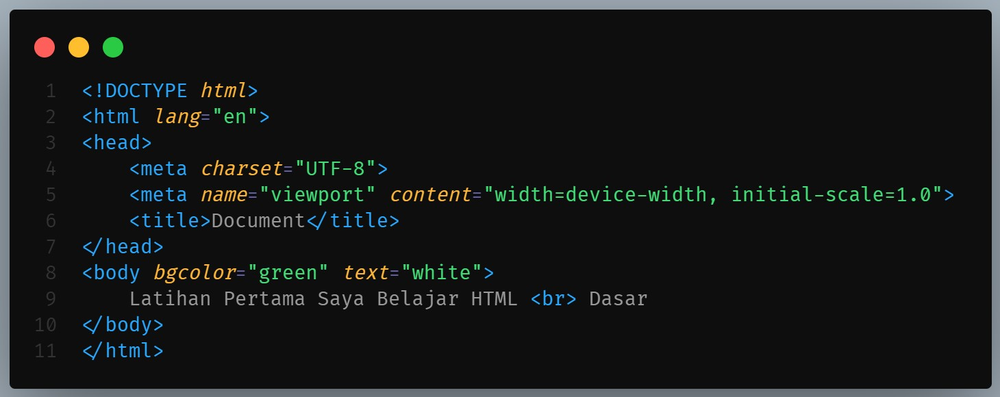 1 <!DOCTYPE html>
2 <html lang="en">
3 <head>
4     <meta charset="UTF-8">
5     <meta name="viewport" content="width=device-width, initial-scale=1.0">
6     <title>Document</title>
7 </head>
8 <body bgcolor="green" text="white">
9     Latihan Pertama Saya Belajar HTML <br> Dasar
10 </body>
11 </html>